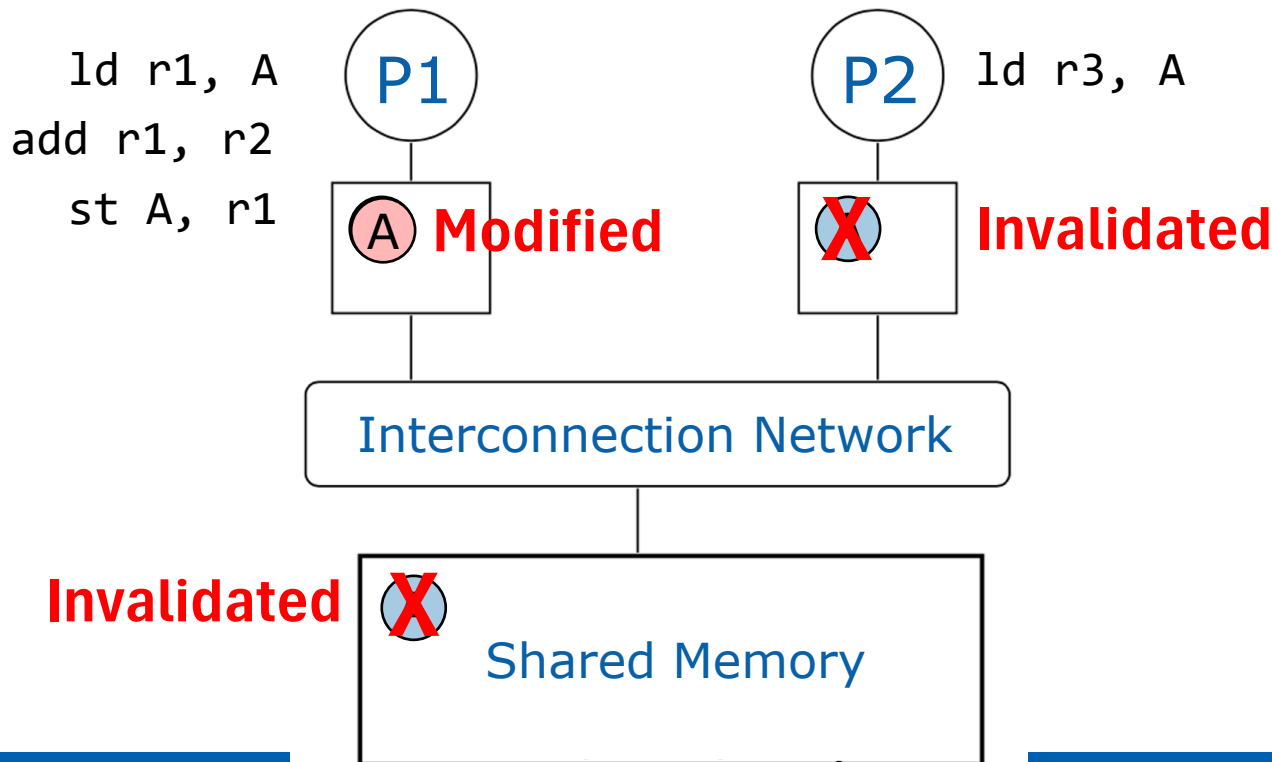 ld r1, A
add r1, r2
st A, r1
P1
P2
ld r3, A
A
Modified
X
Invalidated
Interconnection Network
Invalidated
X
Shared Memory